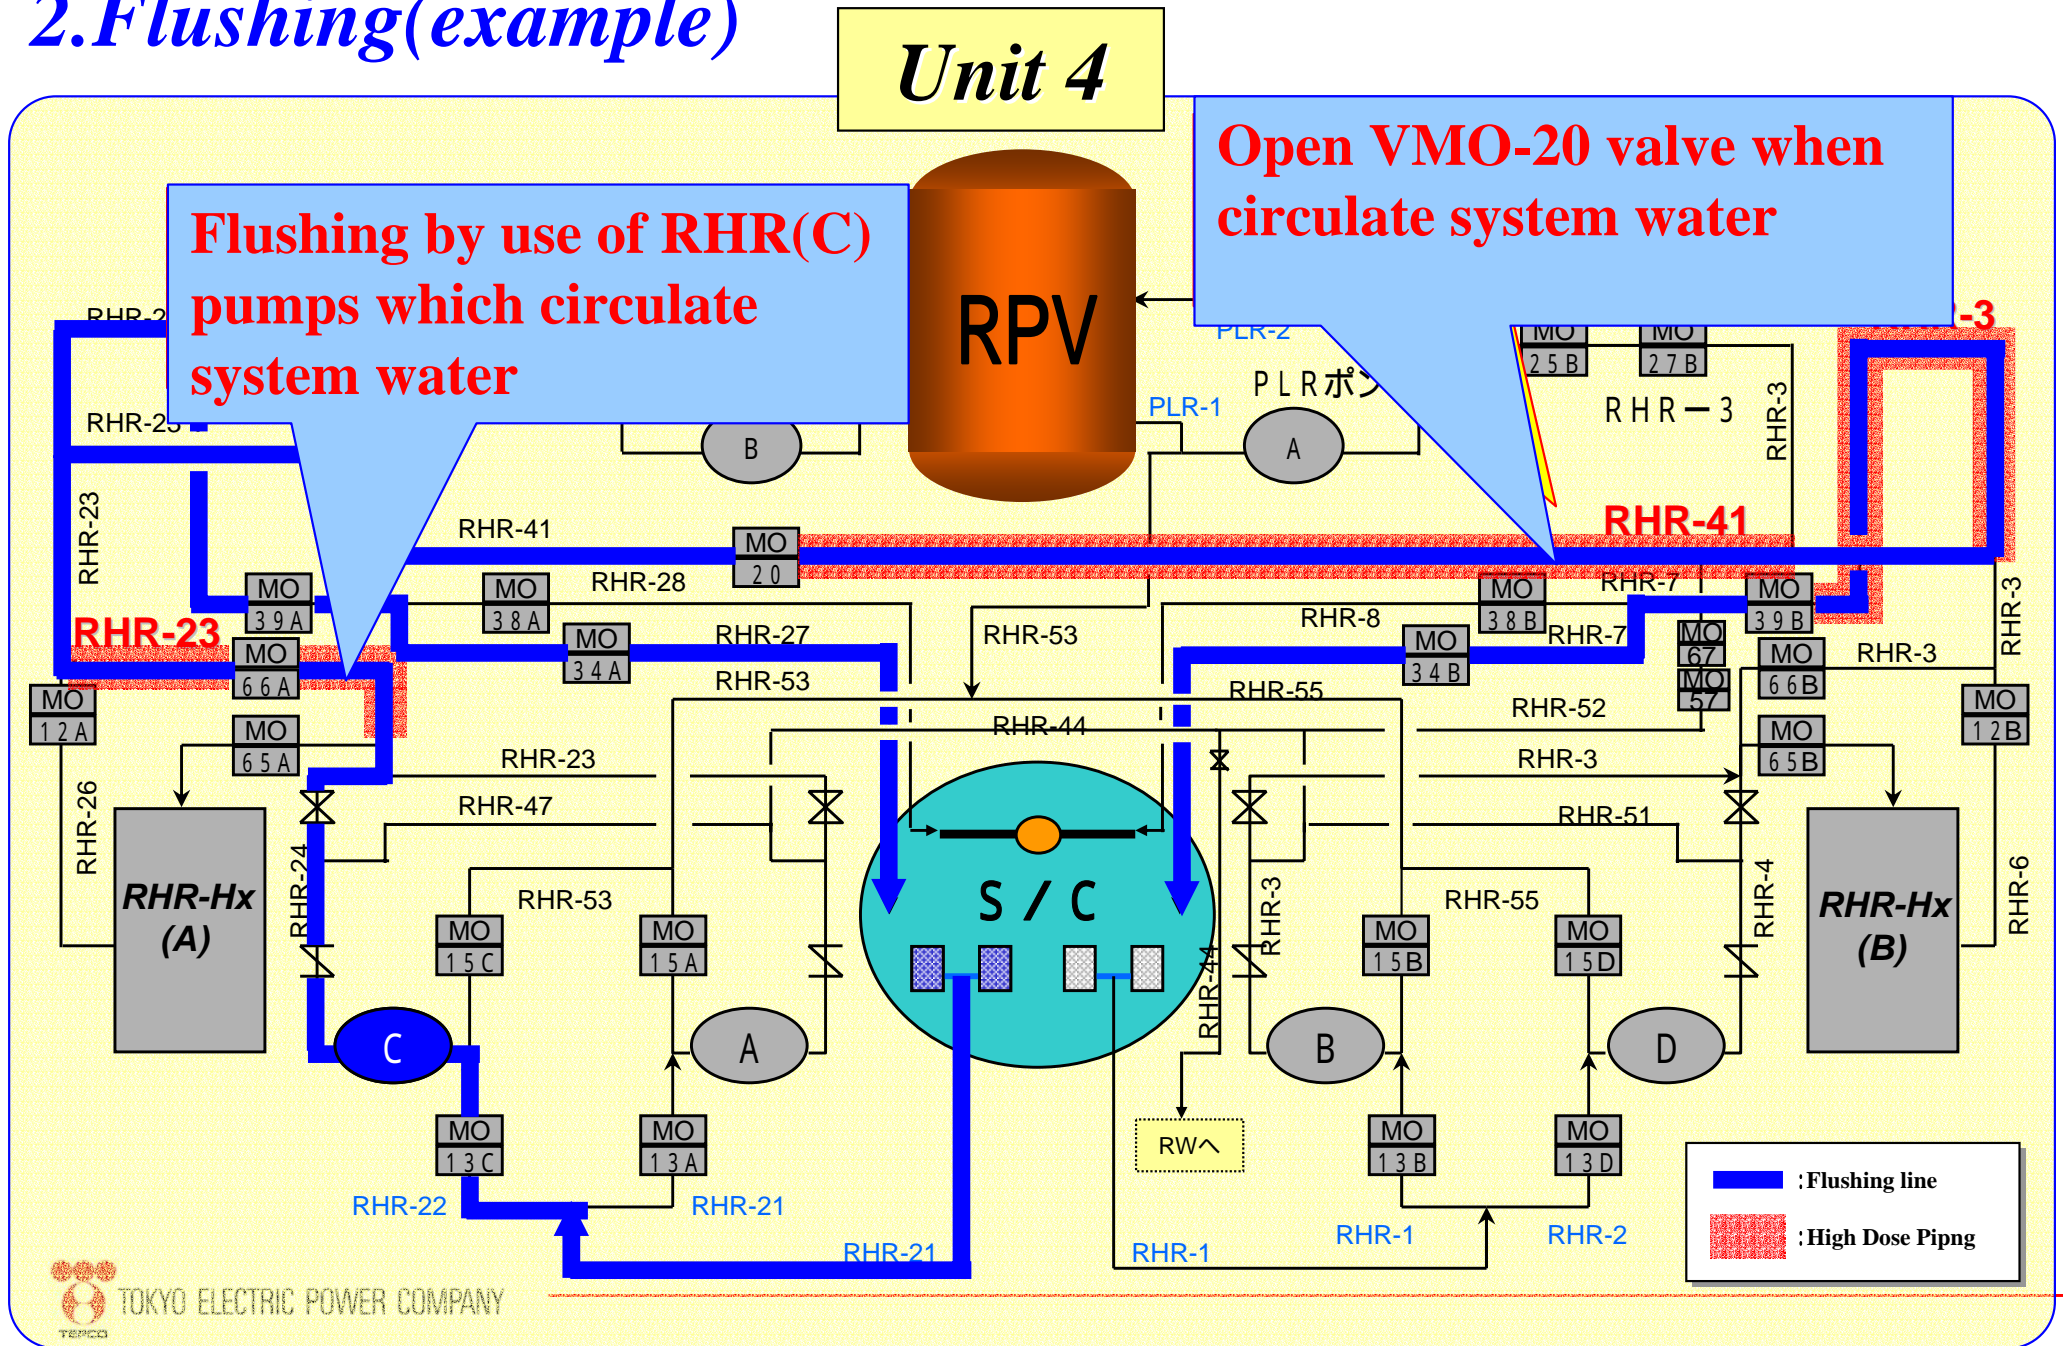 2.Flushing(example)
Unit 4
Open VMO-20 valve when
circulate system water
Flushing by use of RHR(C)
pumps which circulate
system water
RPV
RHR-2
-3
PLR-2
MO
25B
MO
27B
PLRポン
PLR-1
RHRー3
RHR-3
RHR-23
B
A
RHR-23
RHR-41
RHR-41
MO
20
RHR-28
RHR-7
MO
39A
MO
38A
MO
38B
MO
39B
RHR-3
RHR-23
RHR-27
RHR-53
RHR-8
RHR-7
MO
34A
MO
34B
MO
67
MO
66A
MO
66B
RHR-3
RHR-53
RHR-55
MO
57
MO
12A
MO
12B
RHR-44
RHR-52
MO
65A
MO
65B
RHR-23
RHR-3
RHR-26
RHR-47
RHR-51
RHR-24
RHR-Hx
(A)
RHR-53
S/C
RHR-3
RHR-55
RHR-4
RHR-Hx
(B)
RHR-6
MO
15C
MO
15A
RHR-44
MO
15B
MO
15D
C
A
B
D
MO
13C
MO
13A
RWへ
MO
13B
MO
13D
RHR-22
RHR-21
RHR-21
RHR-1
RHR-1
RHR-2
:Flushing line
:High Dose Pipng
TEPCO
TOKYO ELECTRIC POWER COMPANY